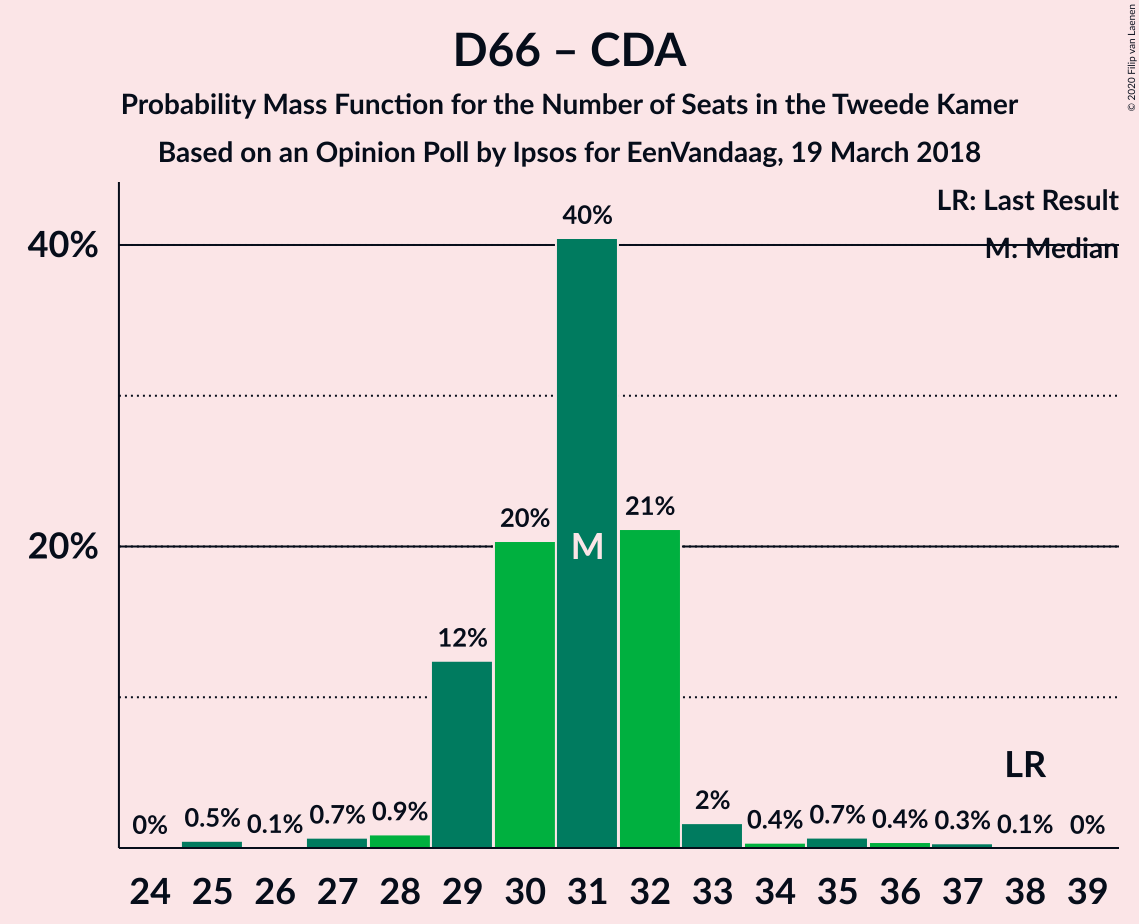 D66 – CDA
Probability Mass Function for the Number of Seats in the Tweede Kamer
Based on an Opinion Poll by Ipsos for EenVandaag, 19 March 2018
© 2020 Filip van Laenen
LR: Last Result
M: Median
40%
20%
0%
0.5%
0.1%
0.7%
0.9%
12%
20%
40%
21%
2%
0.4%
0.7%
0.4%
0.3%
0.1%
0%
M
LR
24 25 26 27 28 29 30 31 32 33 34 35 36 37 38 39